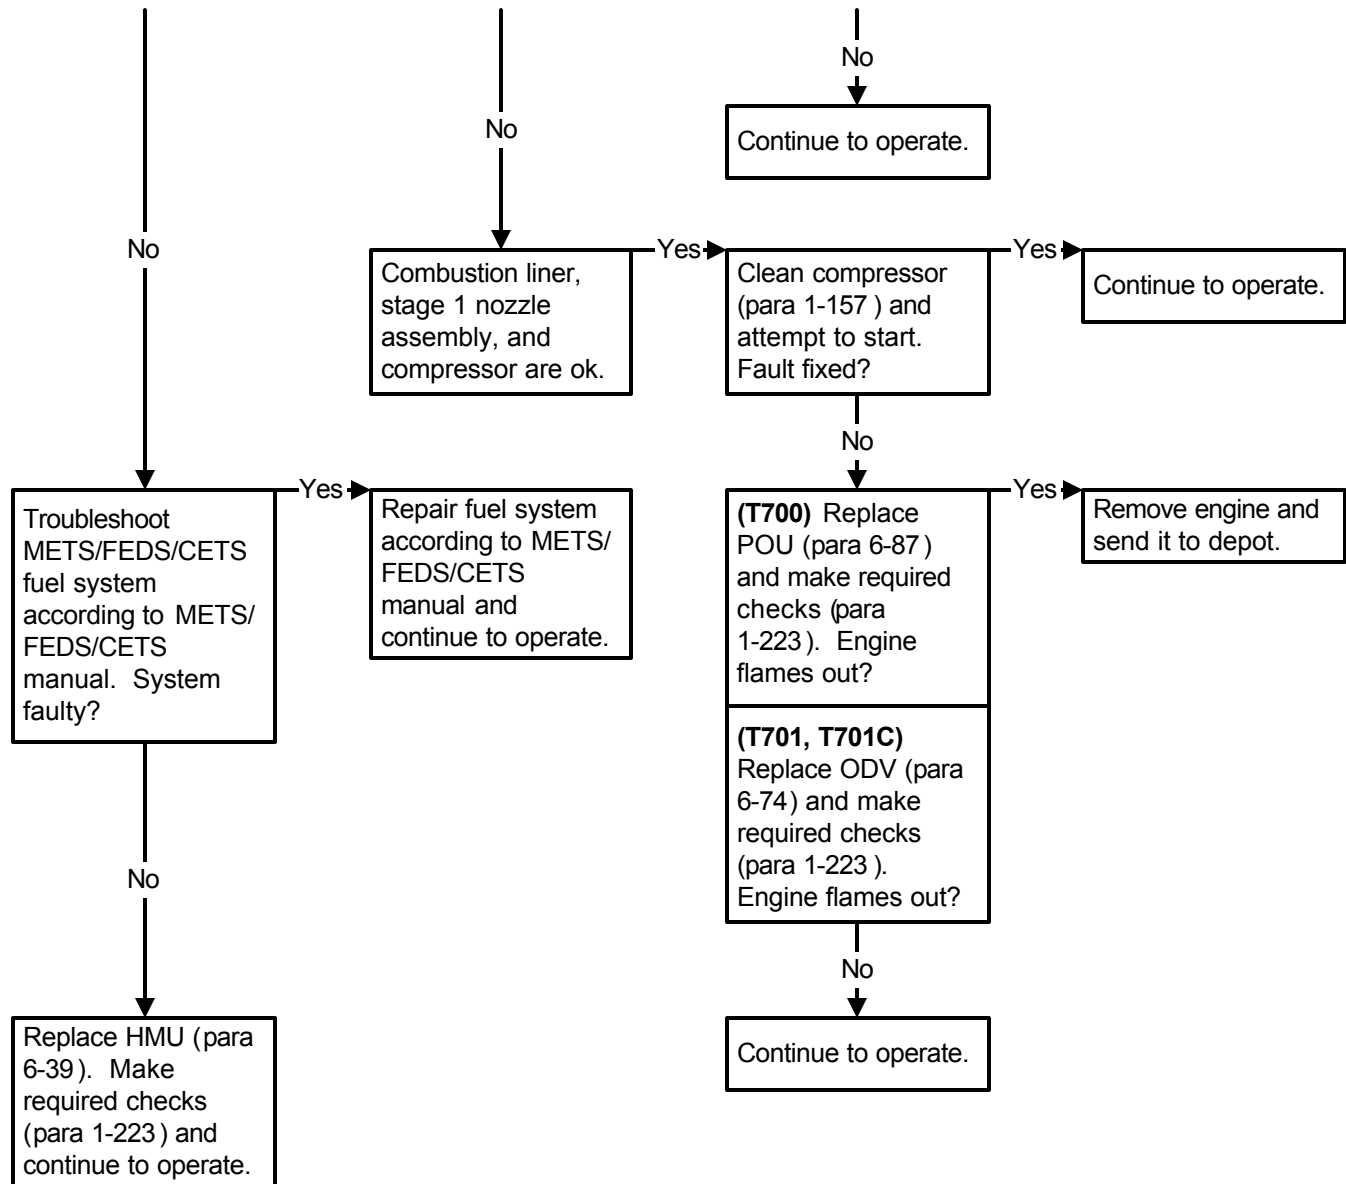 No
Continue to operate.
No
No
Combustion liner,
stage 1 nozzle
assembly, and
compressor are ok.
Yes
Clean compressor
(para 1-157 ) and
attempt to start.
Fault fixed?
Yes
Continue to operate.
No
Troubleshoot
METS/FEDS/CETS
fuel system
according to METS/
FEDS/CETS
manual. System
faulty?
Yes
Repair fuel system
according to METS/
FEDS/CETS
manual and
continue to operate.
(T700) Replace
POU (para 6-87 )
and make required
checks (para
1-223 ). Engine
flames out?
Yes
Remove engine and
send it to depot.
(T701, T701C)
Replace ODV (para
6-74 ) and make
required checks
(para 1-223 ).
Engine flames out?
No
No
Replace HMU (para
6-39 ). Make
required checks
(para 1-223 ) and
continue to operate.
Continue to operate.